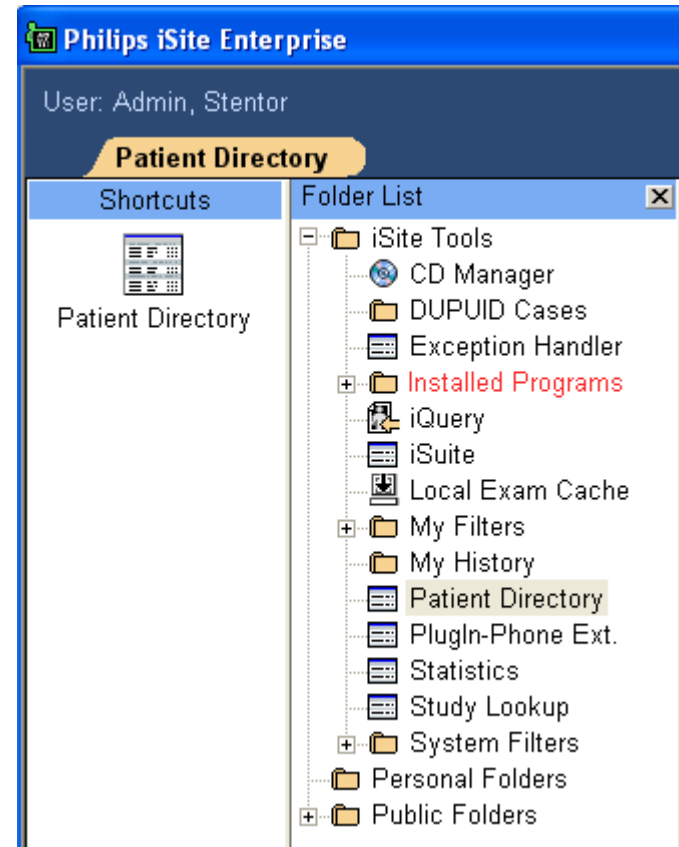 Philips iSite Enterprise
User: Admin, Stentor
Patient Directory
Shortcuts
Patient Directory
Folder List
iSite Tools
CD Manager
DUPUID Cases
Exception Handler
Installed Programs
iQuery
iSuite
Local Exam Cache
My Filters
My History
Patient Directory
PlugIn-Phone Ext.
Statistics
Study Lookup
System Filters
Personal Folders
Public Folders